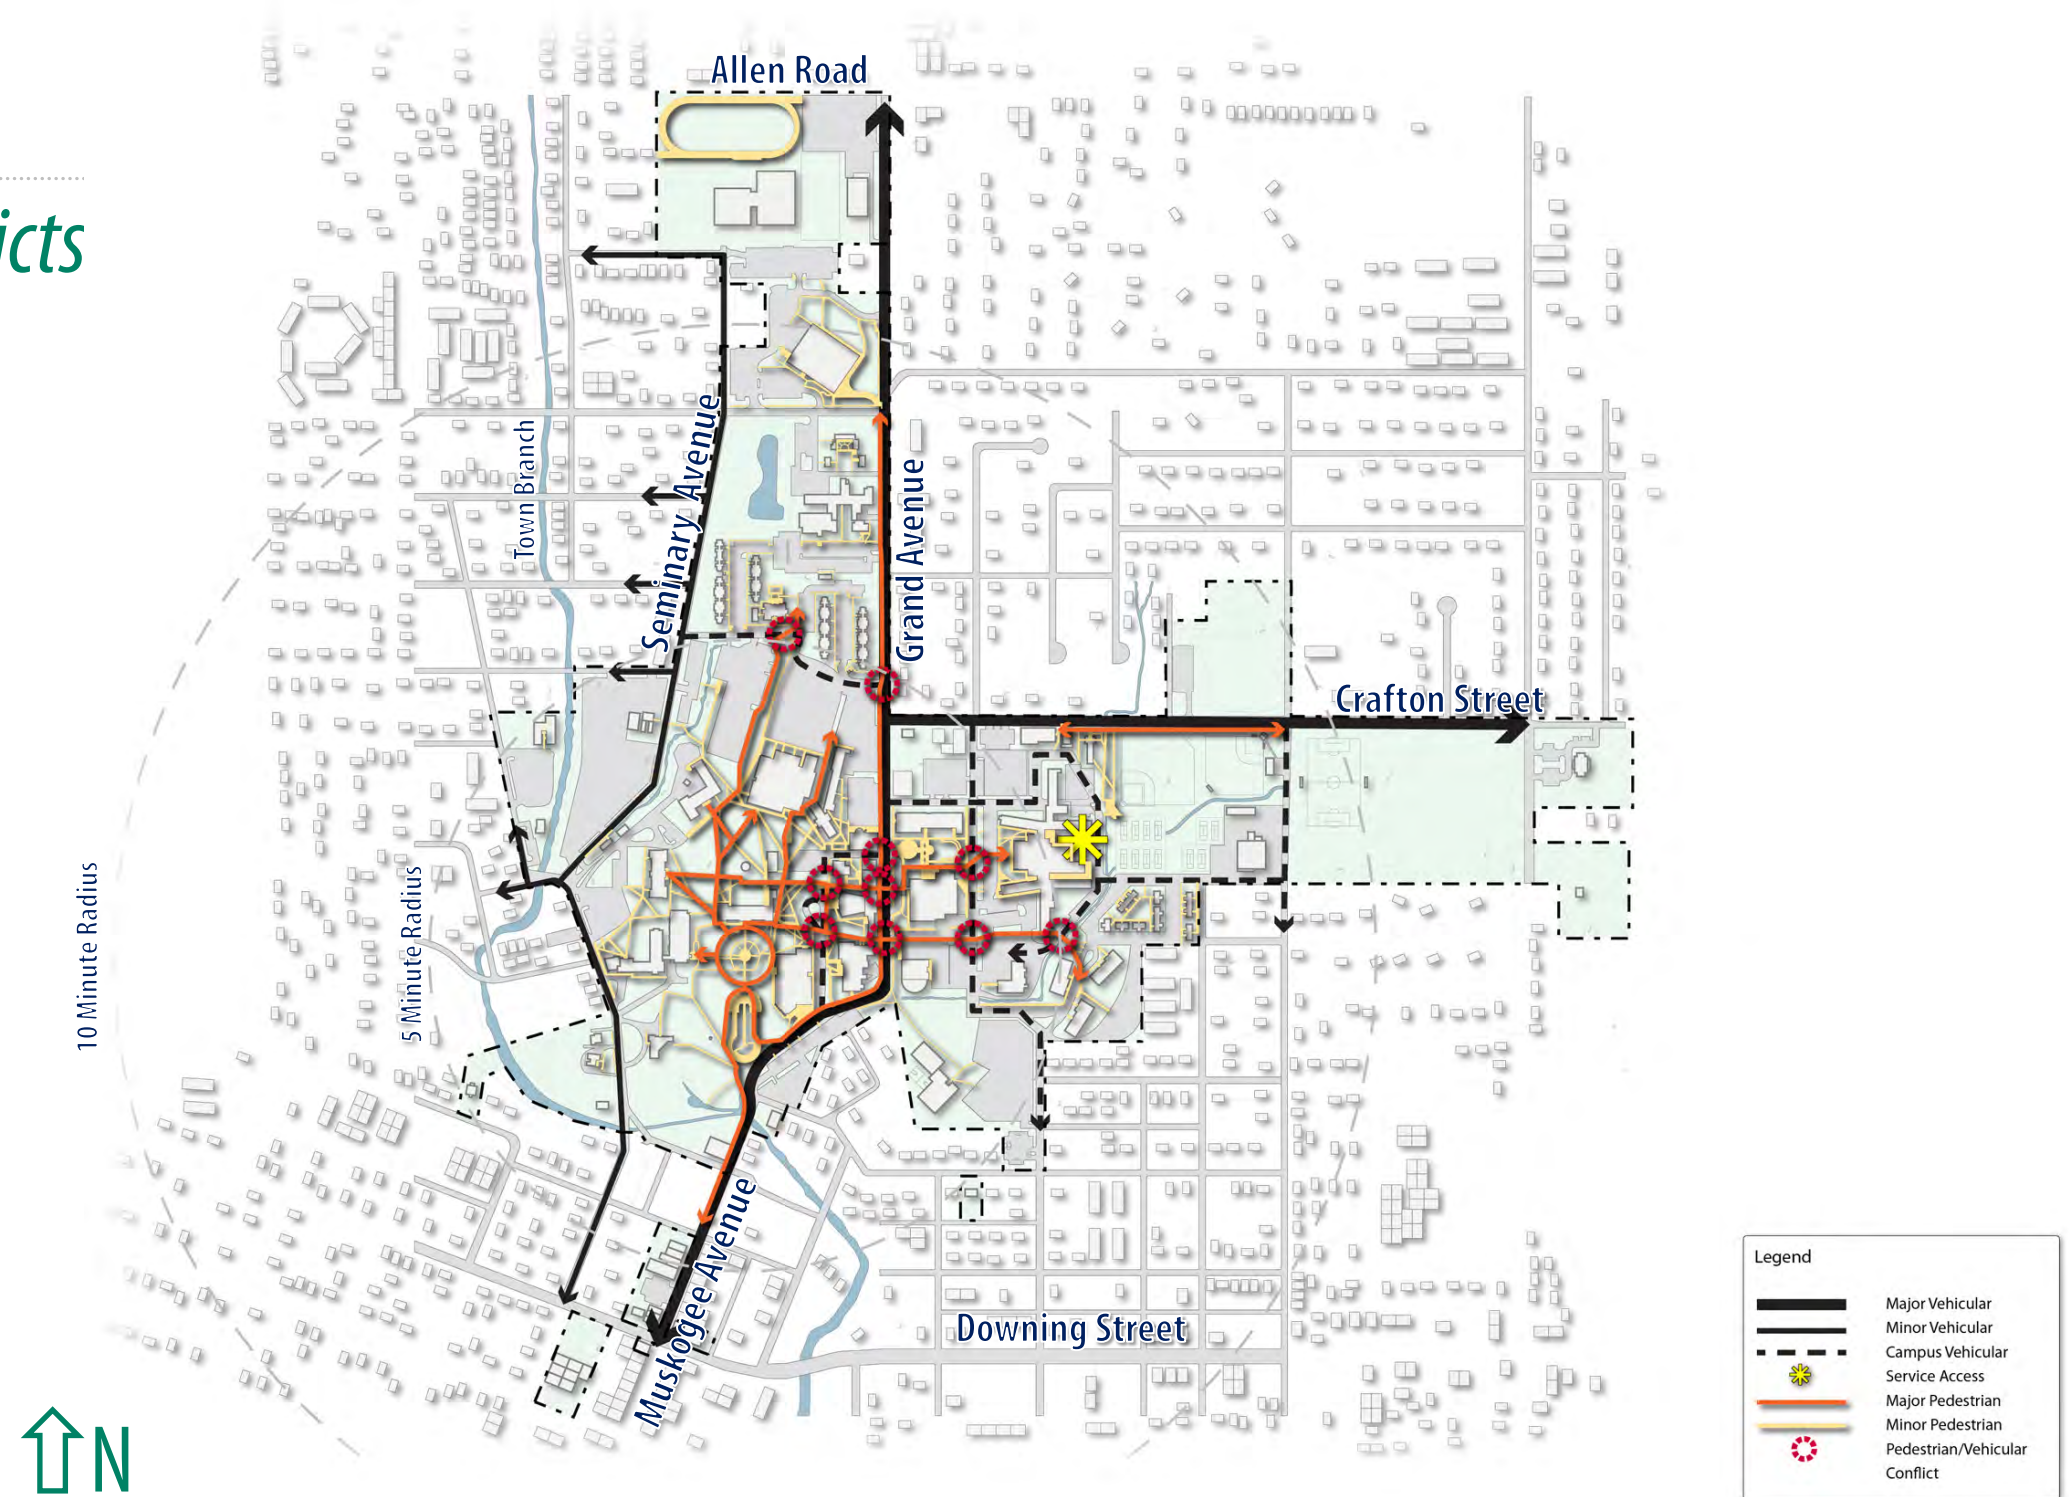 icts
Allen Road
Seminary Avenue
Town Branch
Grand Avenue
Crafton Street
10 Minute Radius
5 Minute Radius
Muskogee Avenue
Downing Street
N
Legend
Major Vehicular
Minor Vehicular
Campus Vehicular
Service Access
Major Pedestrian
Minor Pedestrian
Pedestrian/Vehicular
Conflict